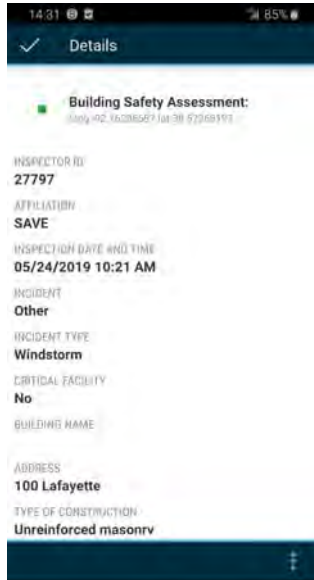 14:31 85%
Details
Building Safety Assessment:
INSPECTOR ID
27797
AFFILIATION
SAVE
INSPECTION DATE AND TIME
05/24/2019 10:21 AM
INCIDENT
Other
INCIDENT TYPE
Windstorm
CRITICAL FACILITY
No
BUILDING NAME
ADDRESS
100 Lafayette
TYPE OF CONSTRUCTION
Unreinforced masonry